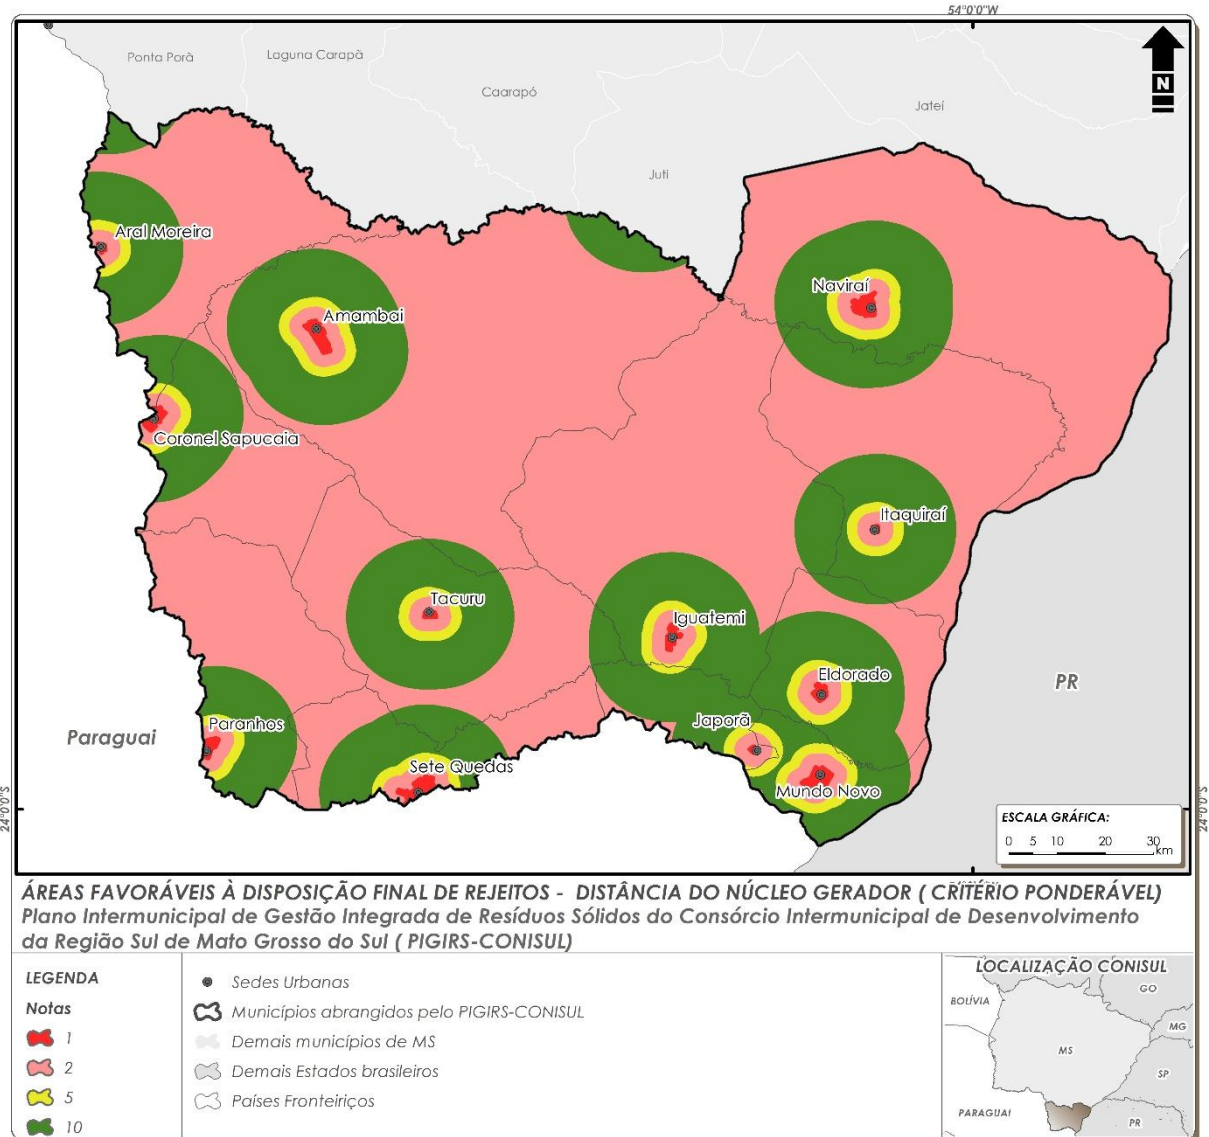 54°0'0"W
Ponta Porà
Laguna Carapà
Caarapó
Jateí
Juti
N
Aral Moreira
Naviraí
Amambai
Coronel Sapucaia
Itaquiraí
Tacuru
Iguatemi
Eldorado
PR
Japorã
Paranhos
Paraguai
Sete Quedas
Mundo Novo
24°0'0"S
24°0'0"S
ESCALA GRÁFICA:
0 5 10 20 30
km
ÁREAS FAVORÁVEIS À DISPOSIÇÃO FINAL DE REJEITOS - DISTÂNCIA DO NÚCLEO GERADOR ( CRITÉRIO PONDERÁVEL)
Plano Intermunicipal de Gestão Integrada de Resíduos Sólidos do Consórcio Intermunicipal de Desenvolvimento
da Região Sul de Mato Grosso do Sul ( PIGIRS-CONISUL)
LEGENDA
Notas
1
2
5
10
Sedes Urbanas
Municípios abrangidos pelo PIGIRS-CONISUL
Demais municípios de MS
Demais Estados brasileiros
Países Fronteiriços
LOCALIZAÇÃO CONISUL
GO
BOLÍVIA
MG
MS
SP
PARAGUAI
PR